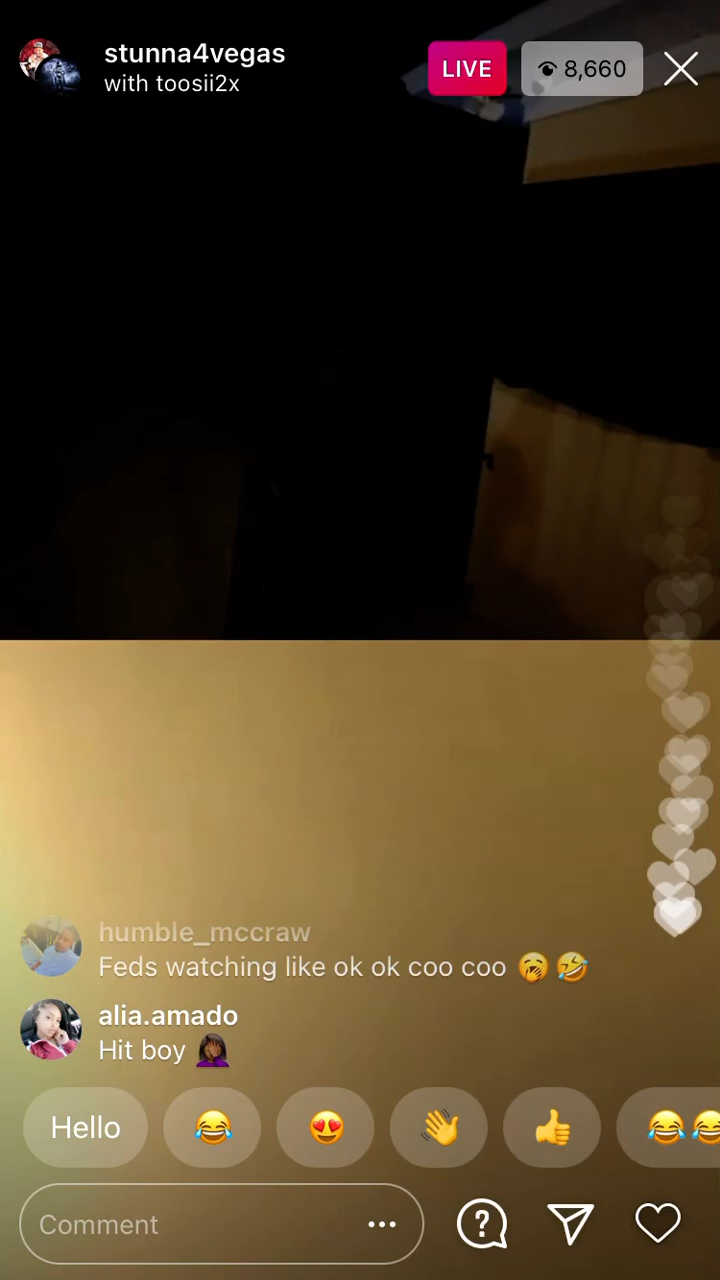 stunna4vegas
with toosii2x
LIVE
8,660
humble_mccraw
Feds watching like ok ok coo coo 🥱🤣
alia.amado
Hit boy 🤦🏾‍♀️
Hello
Comment